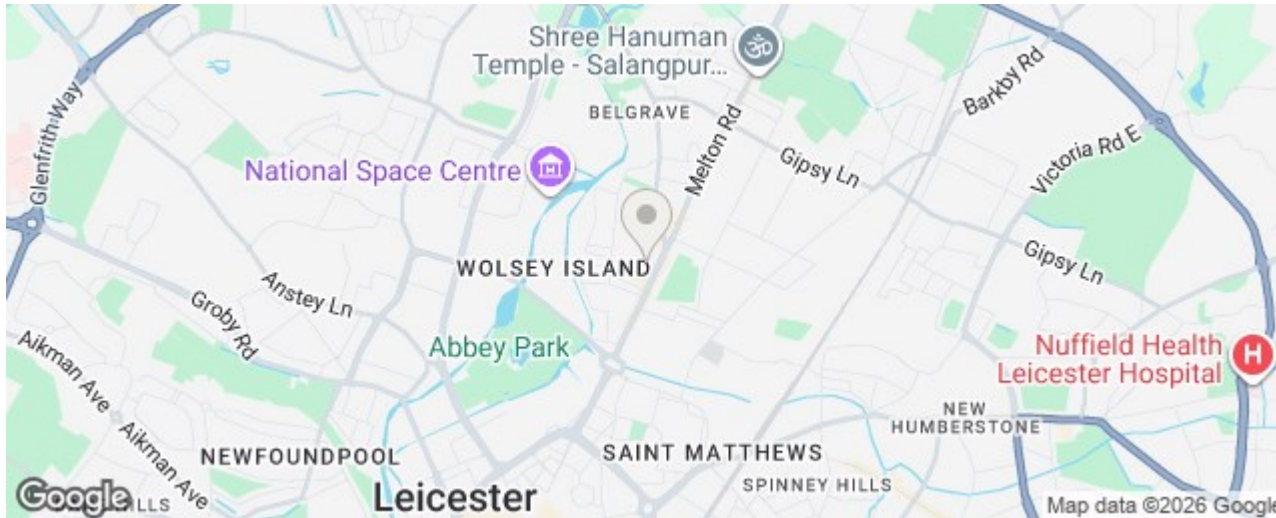 Shree Hanuman
Temple - Salangpur...
BELGRAVE
Barkby Rd
Glenfrith Way
National Space Centre
Melton Rd
Gipsy Ln
Victoria Rd E
WOLSEY ISLAND
Gipsy Ln
Anstey Ln
Groby Rd
Abbey Park
Nuffield Health
Leicester Hospital
H
Aikman Ave
Aikman Ave
NEW
HUMBERSTONE
NEWFOUNDPOOL
SAINT MATTHEWS
SPINNEY HILLS
Leicester
Google
HILLS
Map data ©2026 Google